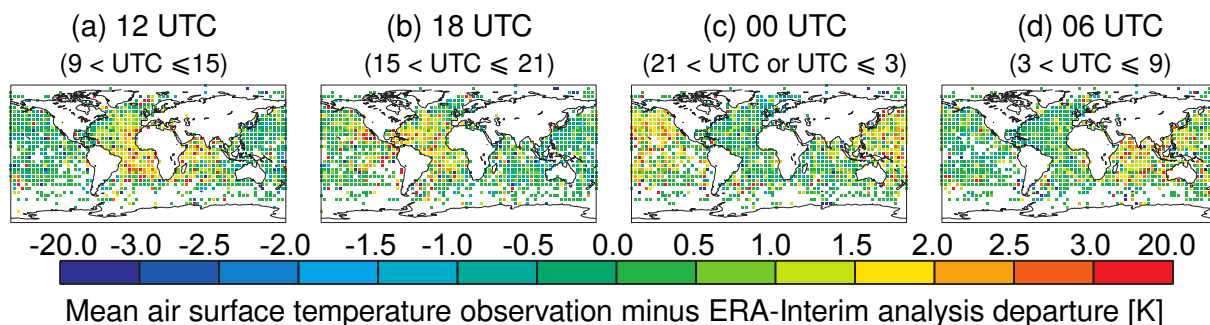 (a) 12 UTC (b) 18 UTC (c) 00 UTC (d) 06 UTC
(9 < UTC ⩽15) (15 < UTC ⩽ 21) (21 < UTC or UTC ⩽ 3) (3 < UTC ⩽ 9)
-20.0 -3.0 -2.5 -2.0 -1.5 -1.0 -0.5 0.0 0.5 1.0 1.5 2.0 2.5 3.0 20.0
Mean air surface temperature observation minus ERA-Interim analysis departure [K]